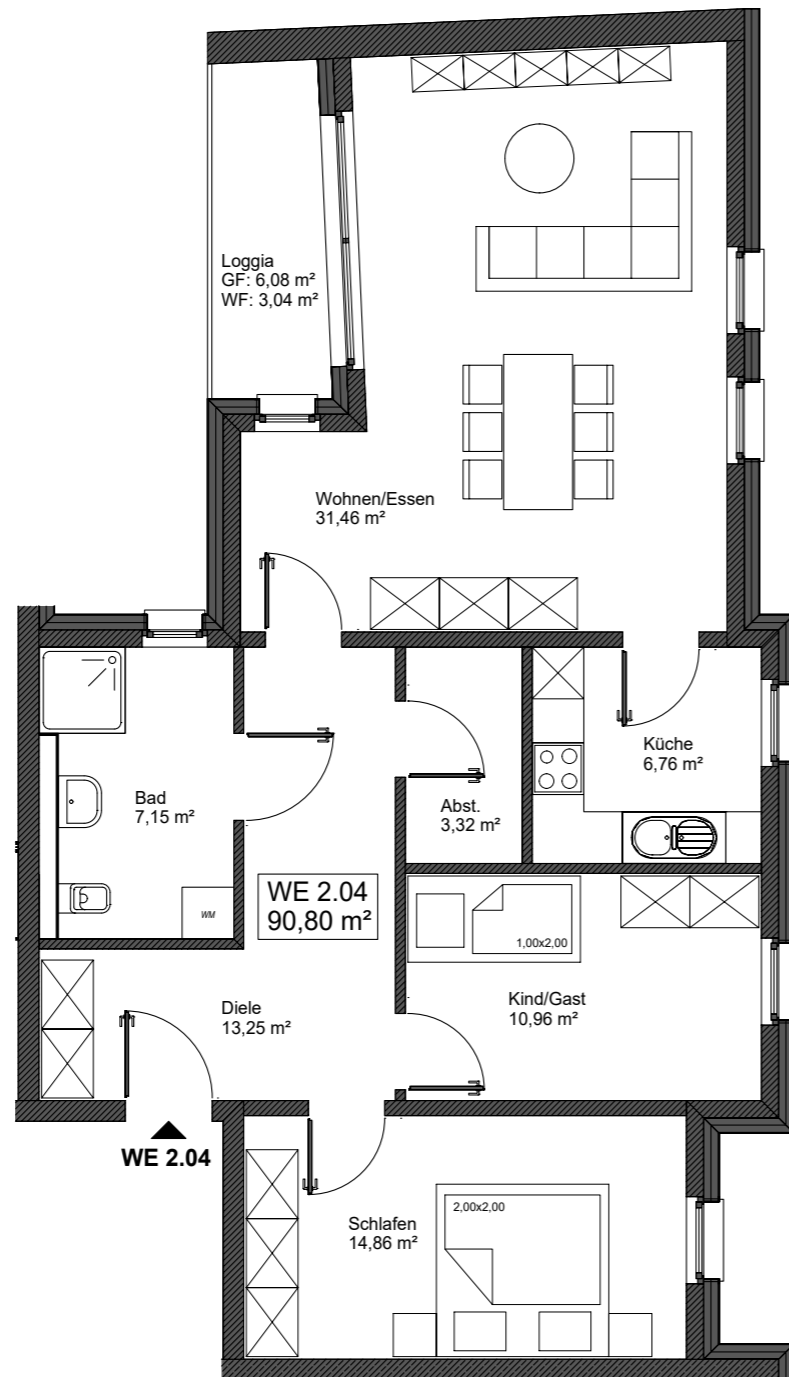 Loggia
GF: 6,08 m²
WF: 3,04 m²
Wohnen/Essen
31,46 m²
Küche
6,76 m²
Bad
7,15 m²
Abst.
3,32 m²
WE 2.04
90,80 m²
WM
1,00x2,00
Diele
13,25 m²
Kind/Gast
10,96 m²
WE 2.04
2,00x2,00
Schlafen
14,86 m²